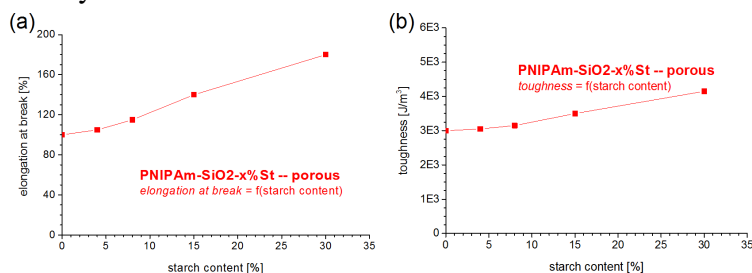 (a)
200
160
120
80
40
0
elongation at break [%]
PNIPAm-SiO2-x%St -- porous
elongation at break = f(starch content)
0 5 10 15 20 25 30 35
starch content [%]
(b)
6E3
5E3
4E3
3E3
2E3
1E3
0
toughness [J/m³]
PNIPAm-SiO2-x%St -- porous
toughness = f(starch content)
0 5 10 15 20 25 30 35
starch content [%]